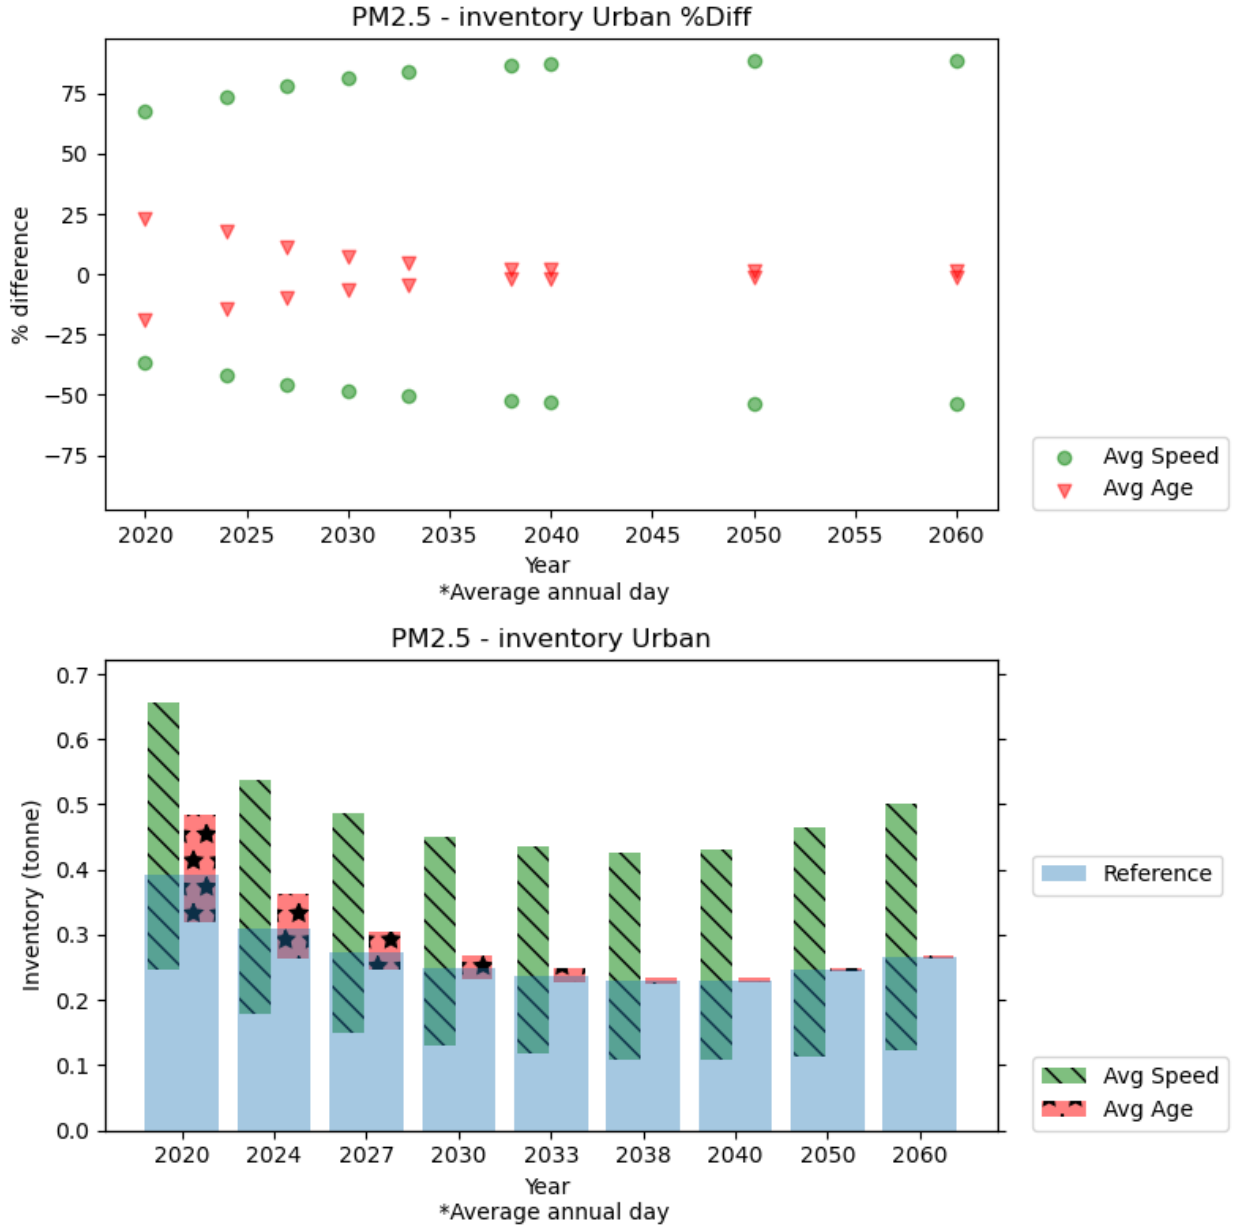 PM2.5 - inventory Urban %Diff
% difference
75
50
25
0
−25
−50
−75
2020 2025 2030 2035 2040 2045 2050 2055 2060
Year
*Average annual day
Avg Speed
Avg Age
PM2.5 - inventory Urban
Inventory (tonne)
0.7
0.6
0.5
0.4
0.3
0.2
0.1
0.0
2020 2024 2027 2030 2033 2038 2040 2050 2060
Year
*Average annual day
Reference
Avg Speed
Avg Age